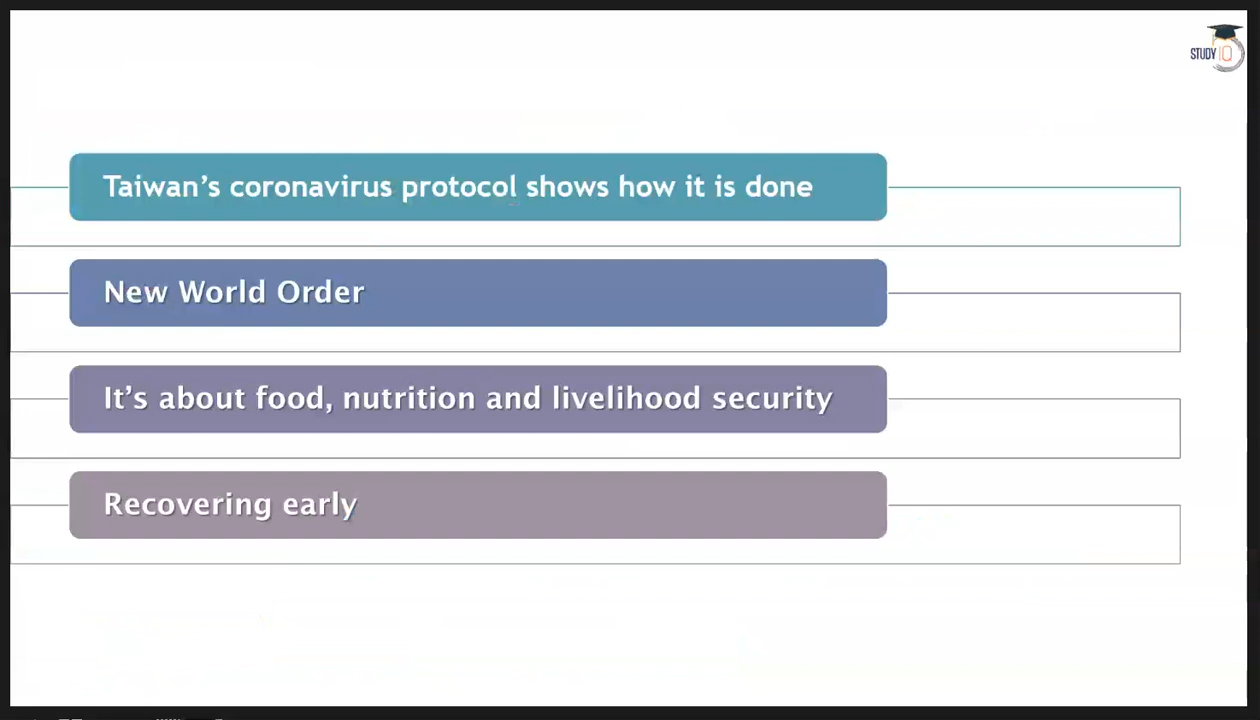 STUDY IQ
Taiwan’s coronavirus protocol shows how it is done
New World Order
It’s about food, nutrition and livelihood security
Recovering early